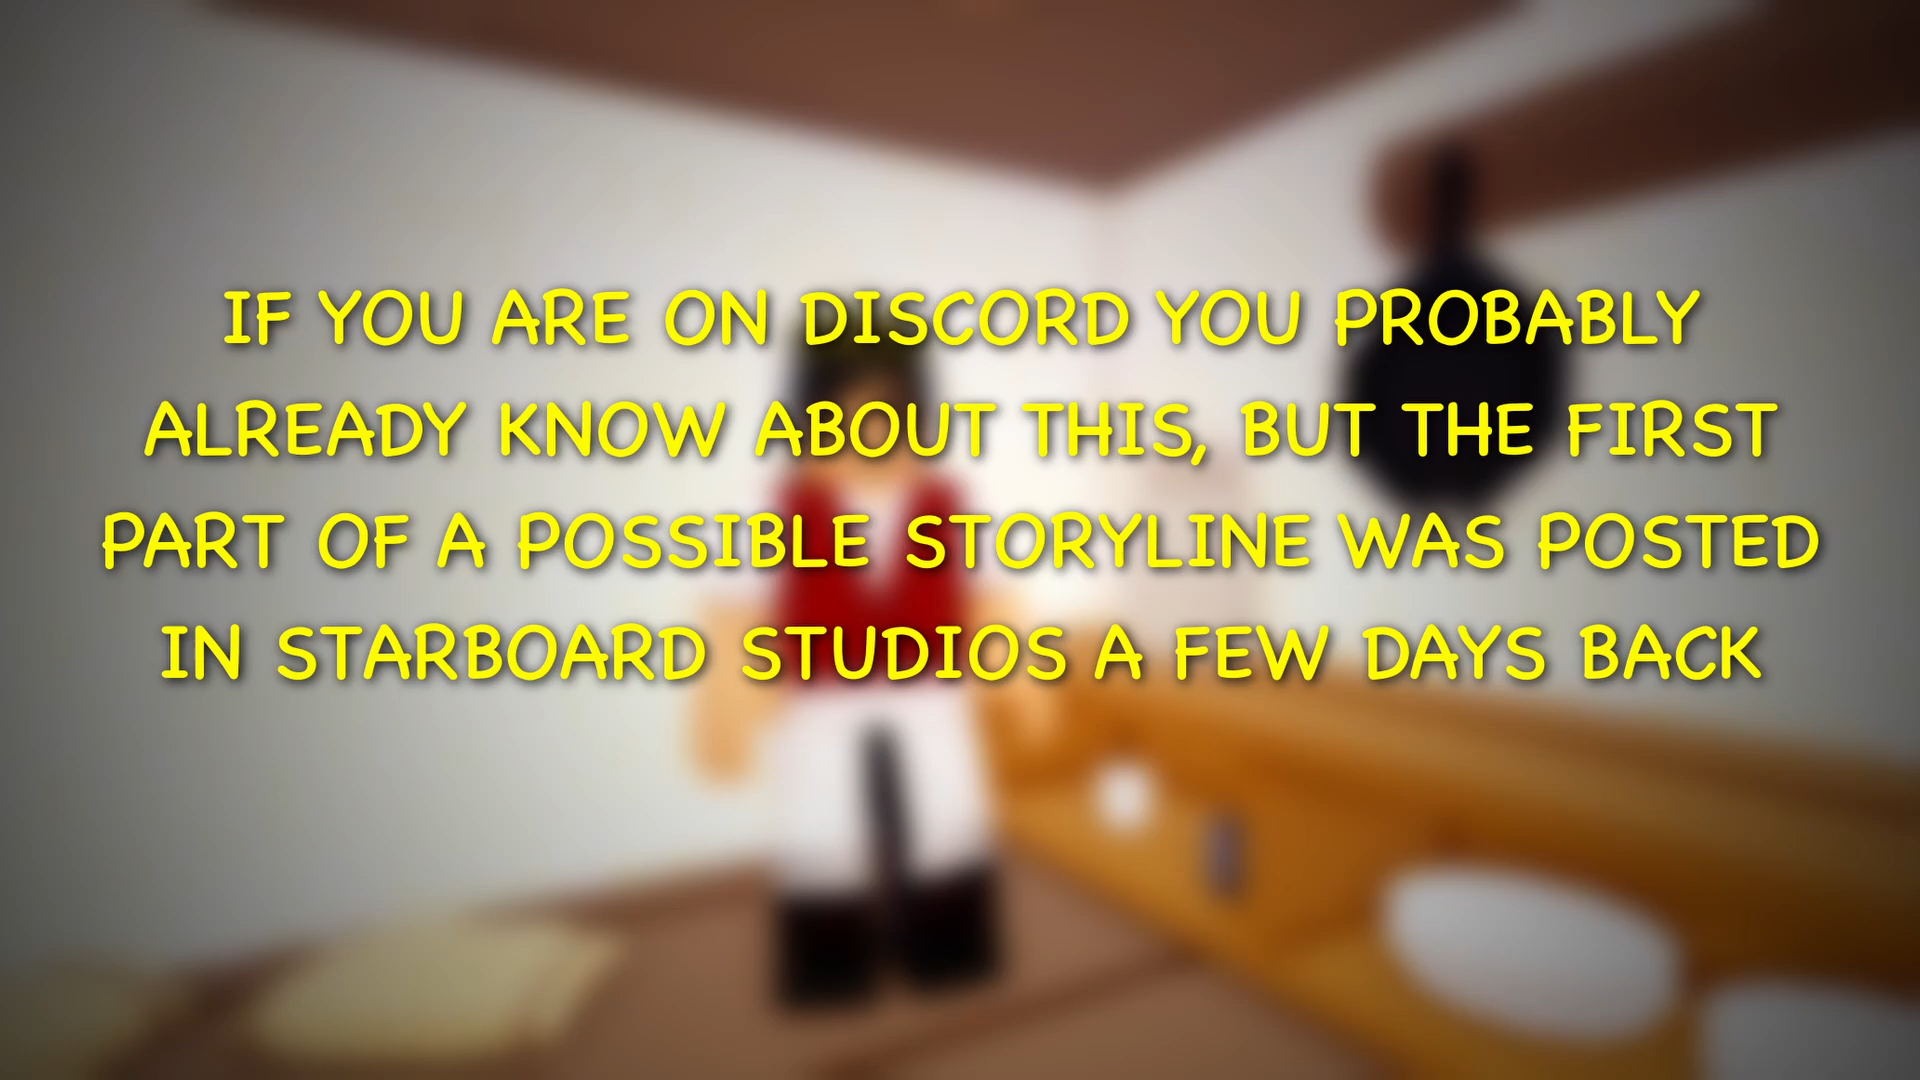 IF YOU ARE ON DISCORD YOU PROBABLY
ALREADY KNOW ABOUT THIS, BUT THE FIRST
PART OF A POSSIBLE STORYLINE WAS POSTED
IN STARBOARD STUDIOS A FEW DAYS BACK